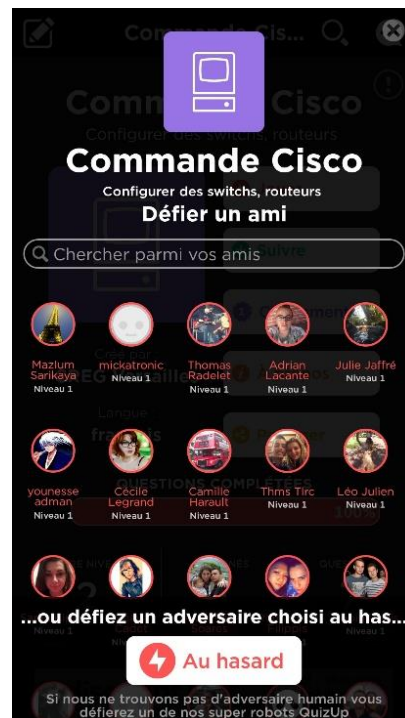 Commande Cisco
Configurer des switchs, routeurs
Défier un ami
Chercher parmi vos amis
Mazlum Sarikaya
Niveau 1
mickatronic
Niveau 1
Thomas Radelet
Niveau 1
Adrian Lacante
Niveau 1
Julie Jaffré
Niveau 1
younesse adman
Niveau 1
Cécile Legrand
Niveau 1
Camille Harault
Niveau 1
Thms Tirc
Niveau 1
Léo Julien
Niveau 1
QUESTIONS COMPLÉTÉES
...ou défiez un adversaire choisi au has...
Au hasard
Si nous ne trouvons pas d'adversaire humain vous
défierez un de nos super robots QuizUp